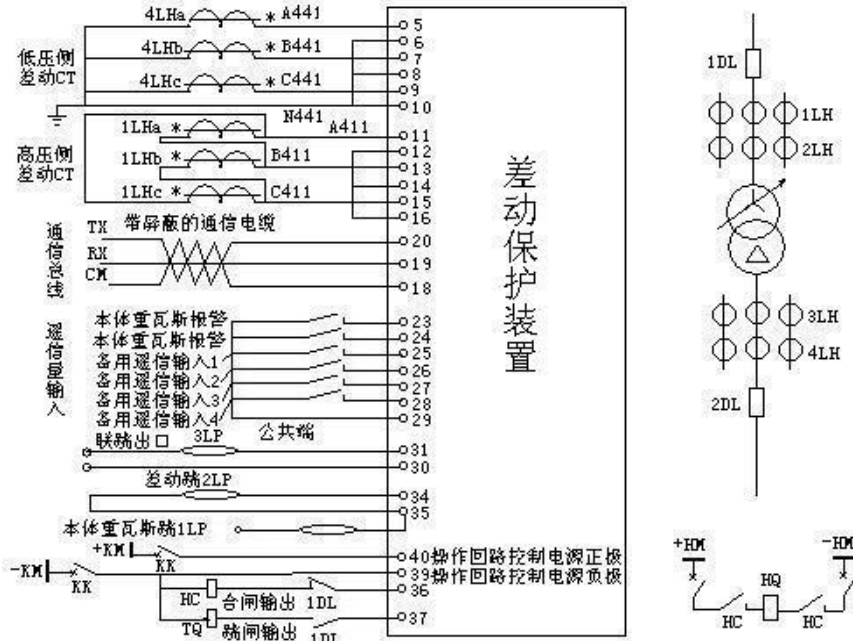 4LHa * A441
5
6
4LHb * B441
7
低压侧
差动CT
8
4LHc * C441
9
10
N441
1LHa * A411
11
12
高压侧
差动CT
1LHb * B411
13
14
1LHc * C411
15
16
通信总线
TX 带屏蔽的通信电缆
20
RX
19
CM
18
遥信量输入
本体重瓦斯报警
23
本体重瓦斯报警
24
备用遥信输入1
25
备用遥信输入2
26
备用遥信输入3
27
备用遥信输入4
28
公共端
29
联跳出口 3LP
31
30
差动跳2LP
34
35
本体重瓦斯跳1LP
+KM
KK
40操作回路控制电源正极
-KM
KK
39操作回路控制电源负极
HC 合闸输出 1DL
36
TQ 跳闸输出 1DL
37
差动保护装置
1DL
1LH
2LH
3LH
4LH
2DL
+HM
-HM
HQ
HC
HC